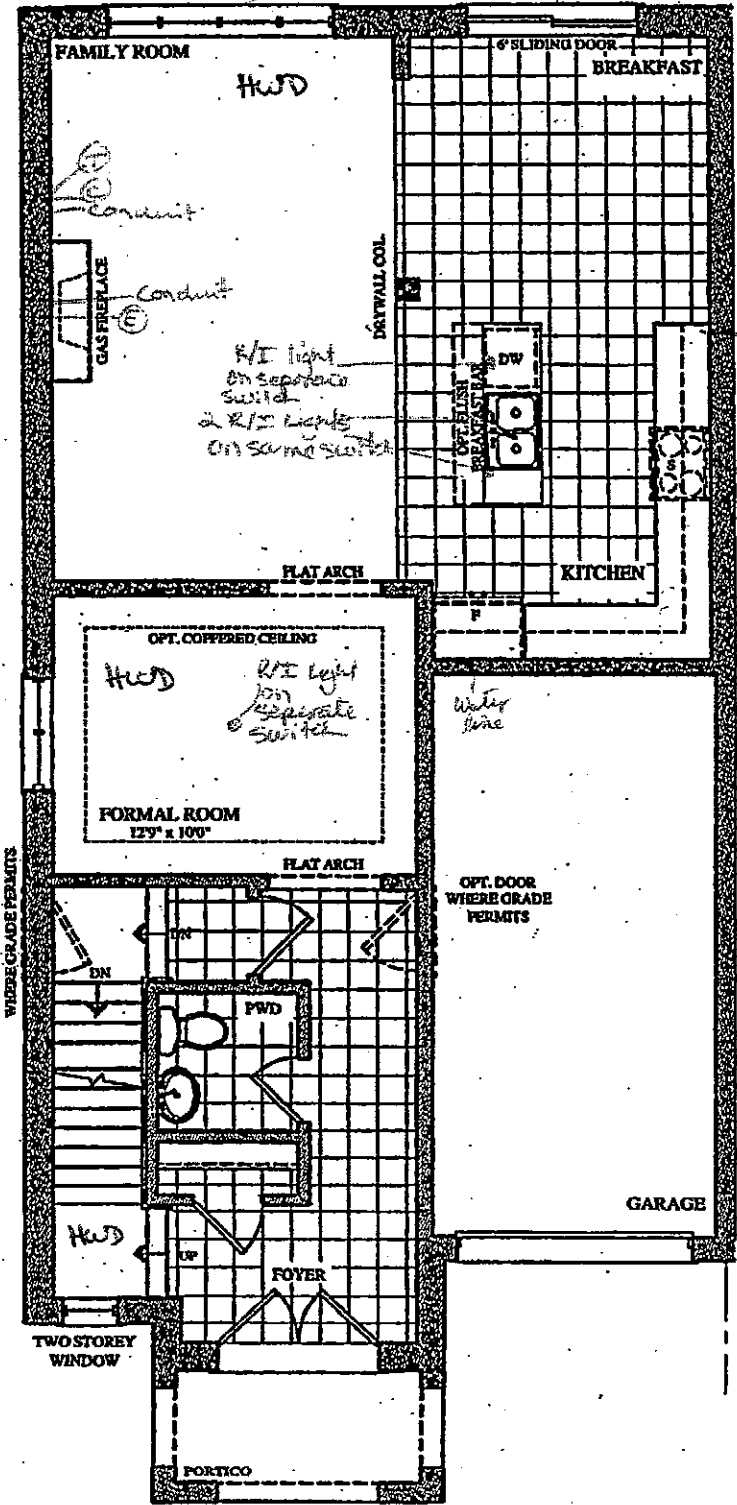 FAMILY ROOM
HWD
6' SLIDING DOOR
BREAKFAST
T
C
conduit
conduit
E
GAS FIREPLACE
DRYWALL COL.
R/I light
on separate
switch
2 R/I Lights
on same switch
OPT. FLUSH
BREAKFAST BAR
DW
S
KITCHEN
FLAT ARCH
F
OPT. COFFERED CEILING
HWD
R/I Light
on
separate
switch
Water
line
FORMAL ROOM
12'9" x 10'0"
FLAT ARCH
WHERE GRADE PERMITS
OPT. DOOR
WHERE GRADE
PERMITS
DN
DN
PWD
GARAGE
HWD
UP
FOYER
TWO STOREY
WINDOW
PORTICO